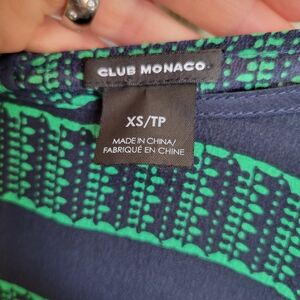 CLUB MONACO
XS/TP
MADE IN CHINA/
FABRIQUÉ EN CHINE